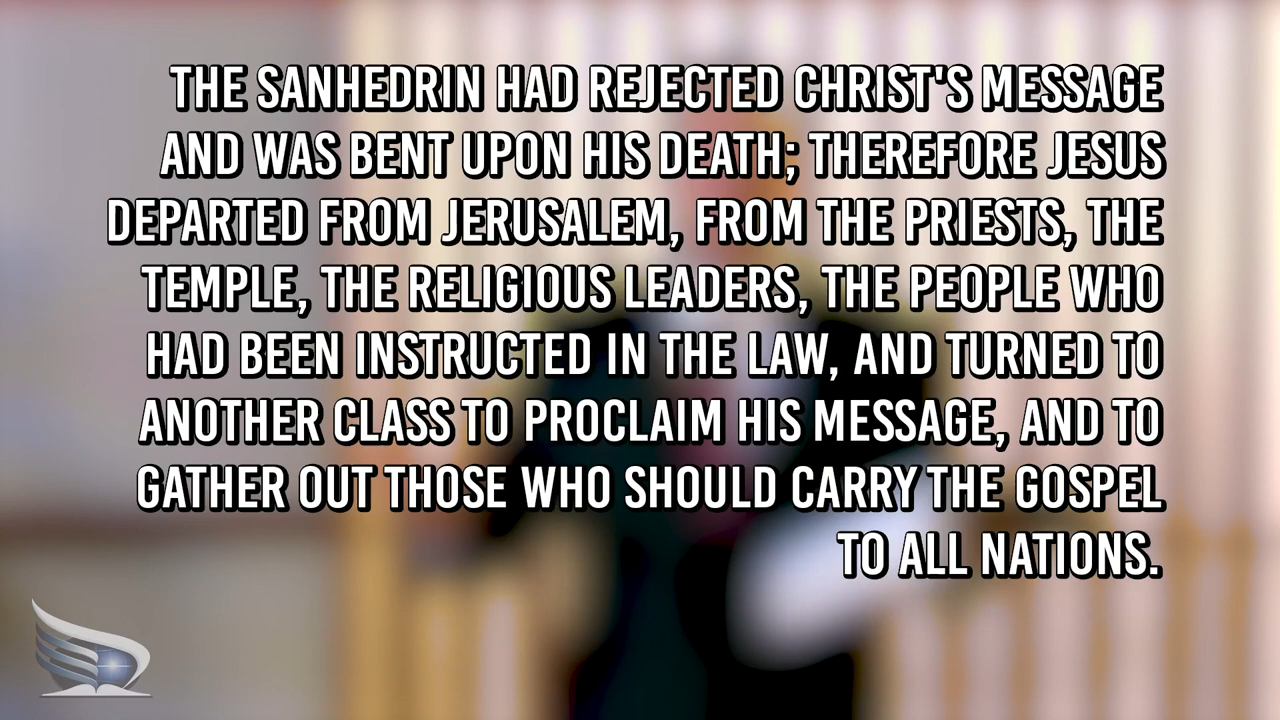 THE SANHEDRIN HAD REJECTED CHRIST'S MESSAGE
AND WAS BENT UPON HIS DEATH; THEREFORE JESUS
DEPARTED FROM JERUSALEM, FROM THE PRIESTS, THE
TEMPLE, THE RELIGIOUS LEADERS, THE PEOPLE WHO
HAD BEEN INSTRUCTED IN THE LAW, AND TURNED TO
ANOTHER CLASS TO PROCLAIM HIS MESSAGE, AND TO
GATHER OUT THOSE WHO SHOULD CARRY THE GOSPEL
TO ALL NATIONS.